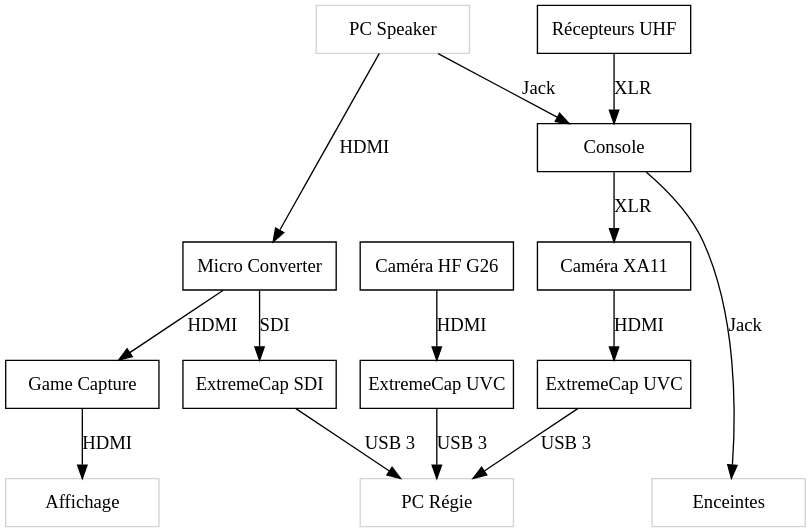 PC Speaker
Récepteurs UHF
Jack
XLR
HDMI
Console
XLR
Micro Converter
Caméra HF G26
Caméra XA11
HDMI
SDI
HDMI
HDMI
Jack
Game Capture
ExtremeCap SDI
ExtremeCap UVC
ExtremeCap UVC
HDMI
USB 3
USB 3
USB 3
Affichage
PC Régie
Enceintes